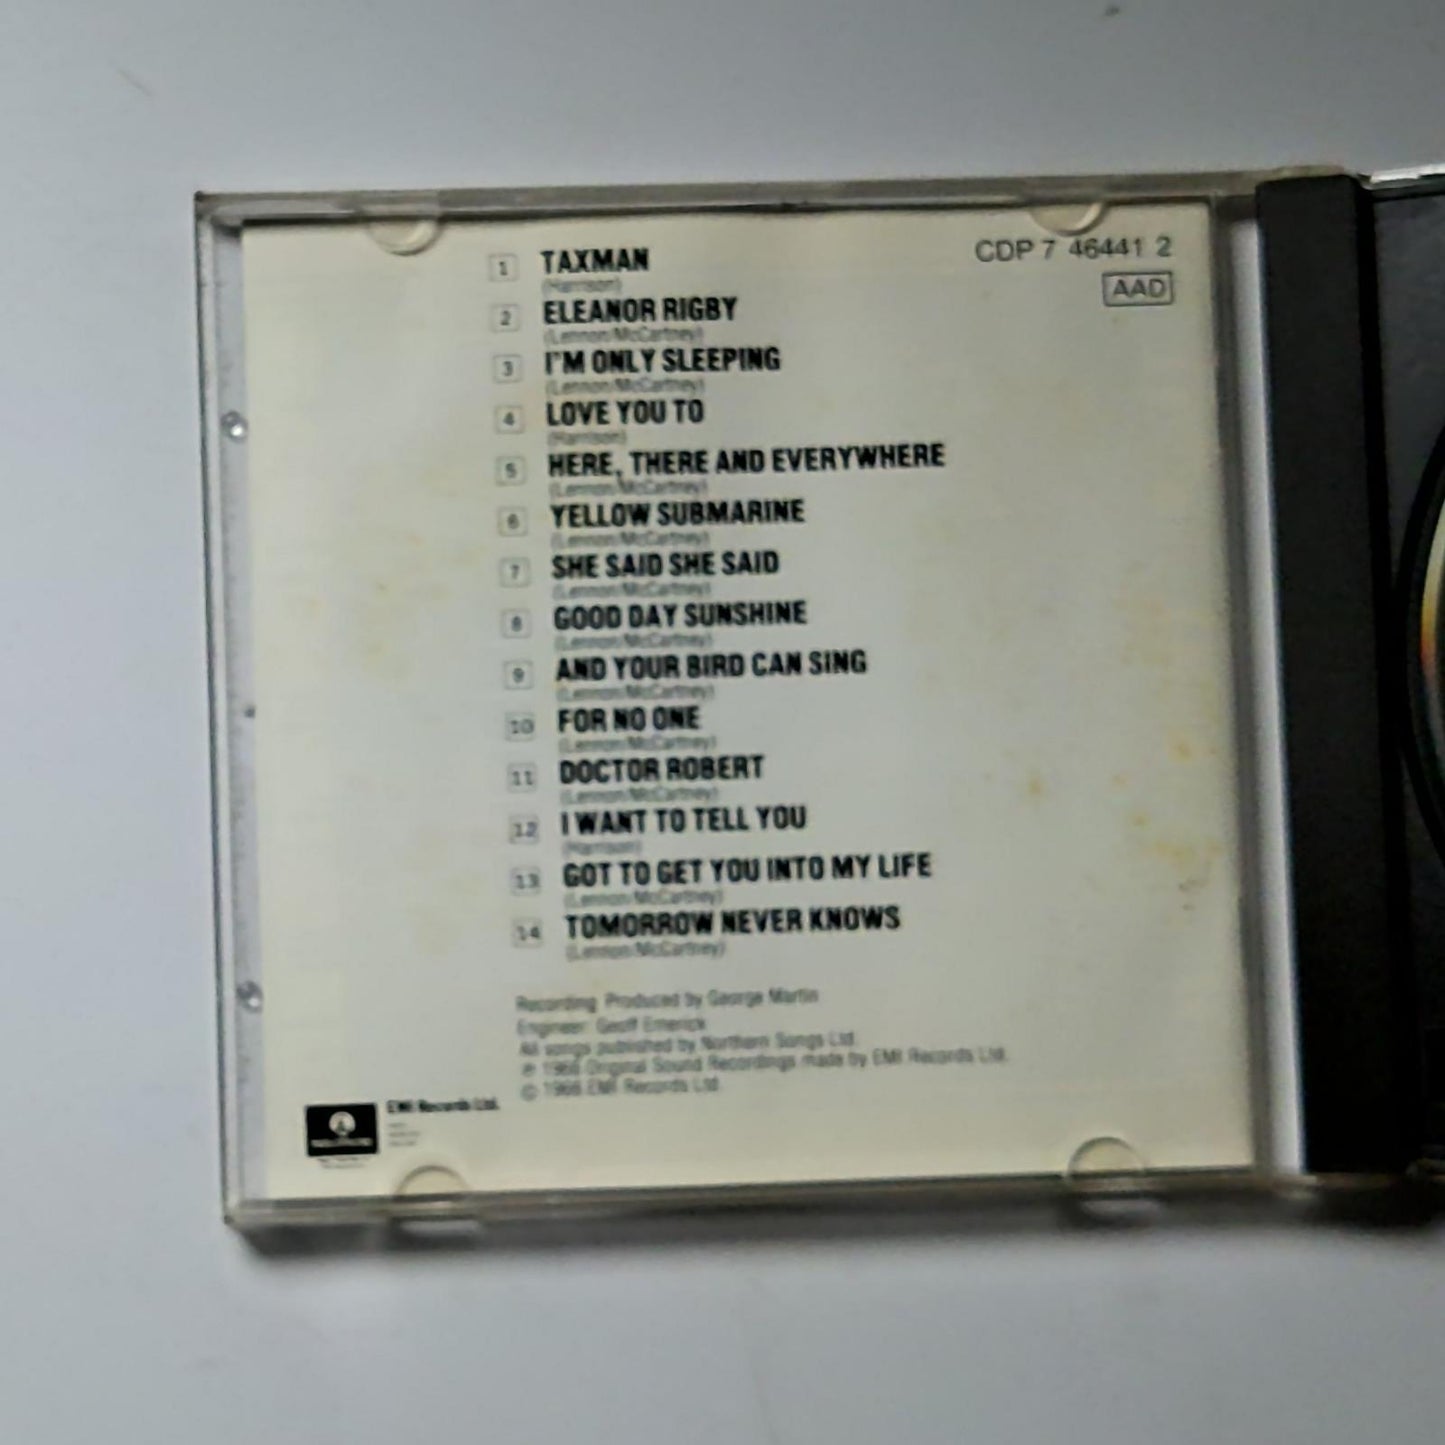 CDP 7 46441 2
AAD
1 TAXMAN
(Harrison)
2 ELEANOR RIGBY
(Lennon/McCartney)
3 I'M ONLY SLEEPING
(Lennon/McCartney)
4 LOVE YOU TO
(Harrison)
5 HERE, THERE AND EVERYWHERE
(Lennon/McCartney)
6 YELLOW SUBMARINE
(Lennon/McCartney)
7 SHE SAID SHE SAID
(Lennon/McCartney)
8 GOOD DAY SUNSHINE
(Lennon/McCartney)
9 AND YOUR BIRD CAN SING
(Lennon/McCartney)
10 FOR NO ONE
(Lennon/McCartney)
11 DOCTOR ROBERT
(Lennon/McCartney)
12 I WANT TO TELL YOU
(Harrison)
13 GOT TO GET YOU INTO MY LIFE
(Lennon/McCartney)
14 TOMORROW NEVER KNOWS
(Lennon/McCartney)
Recording Produced by George Martin
Engineer: Geoff Emerick
All songs published by Northern Songs Ltd.
℗ 1966 Original Sound Recordings made by EMI Records Ltd.
© 1966 EMI Records Ltd.
EMI Records Ltd.